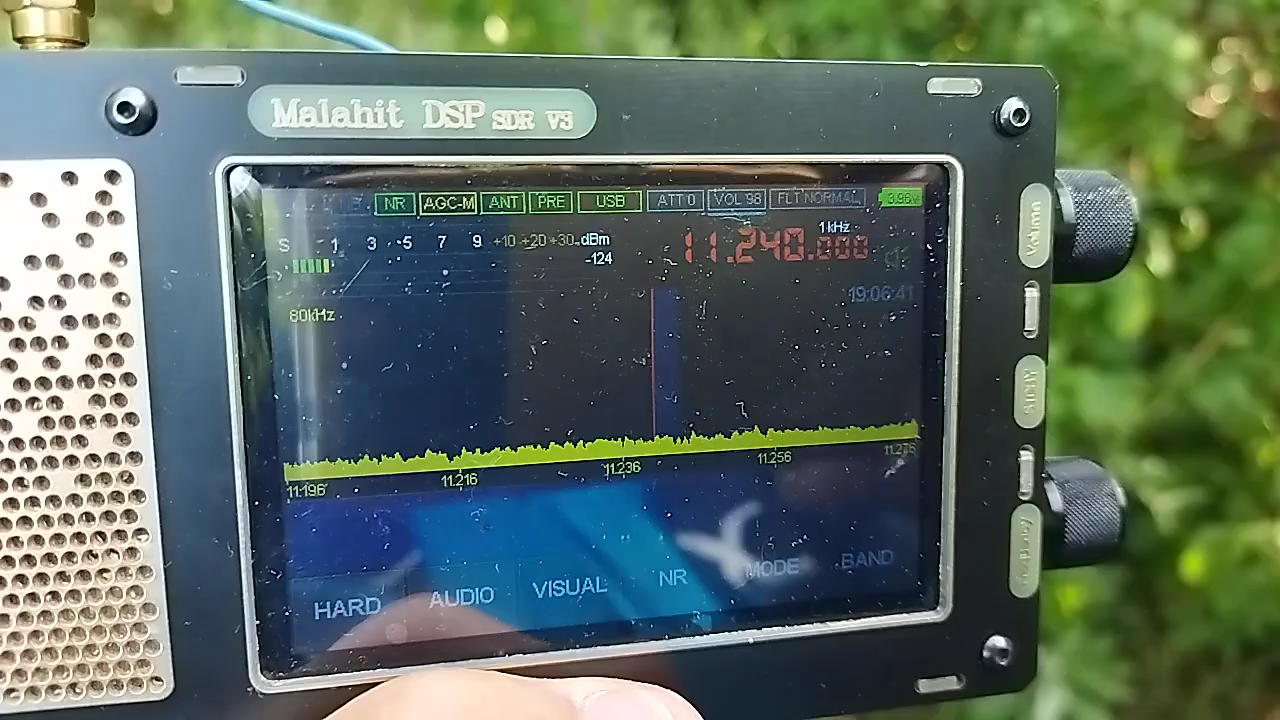 Malahit DSP SDR V3
NR AGC-M ANT PRE USB ATT 0 VOL 98 FLT NORMAL 3.96v
S 1 3 5 7 9 +10 +20 +30 dBm
-124
1kHz
11.240.000
19:06:41
80kHz
11.196 11.216 11.236 11.256 11.276
HARD AUDIO VISUAL NR MODE BAND
Volume